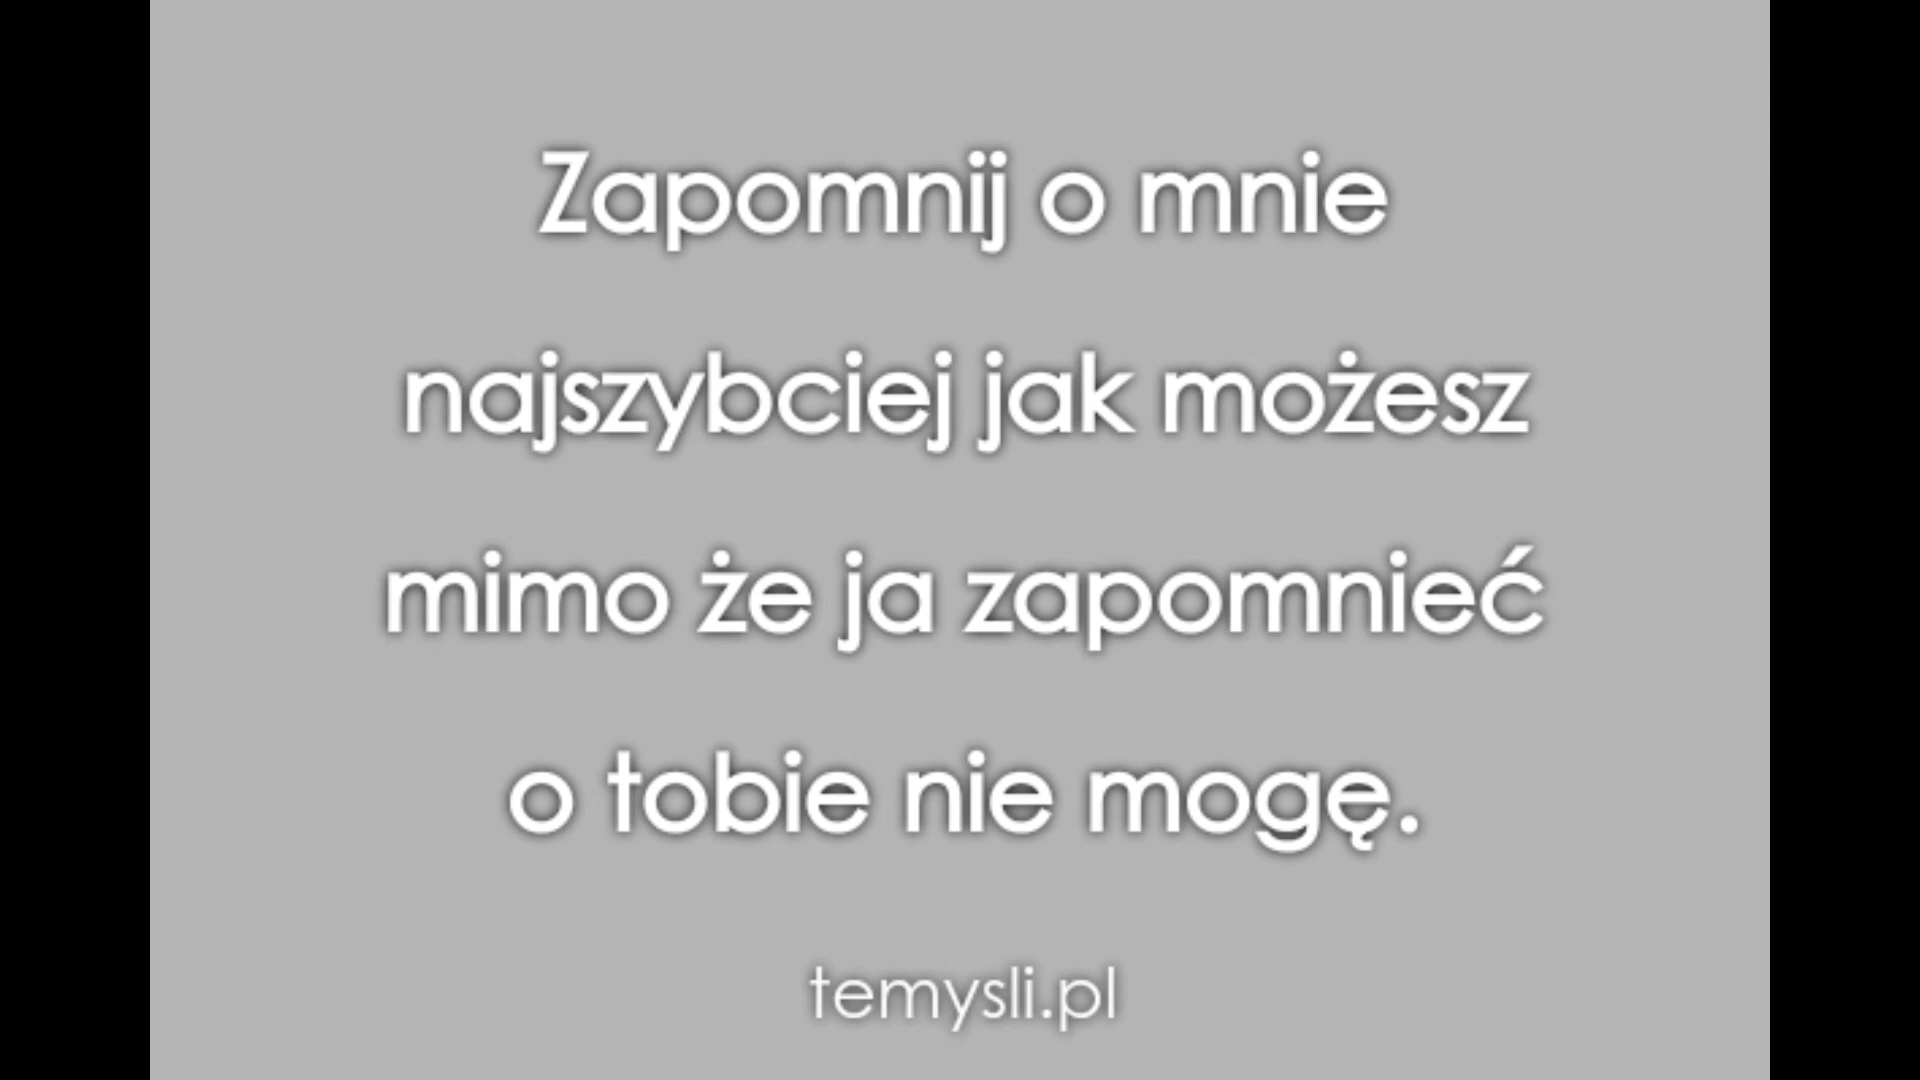 Zapomnij o mnie
najszybciej jak możesz
mimo że ja zapomnieć
o tobie nie mogę.
temysli.pl